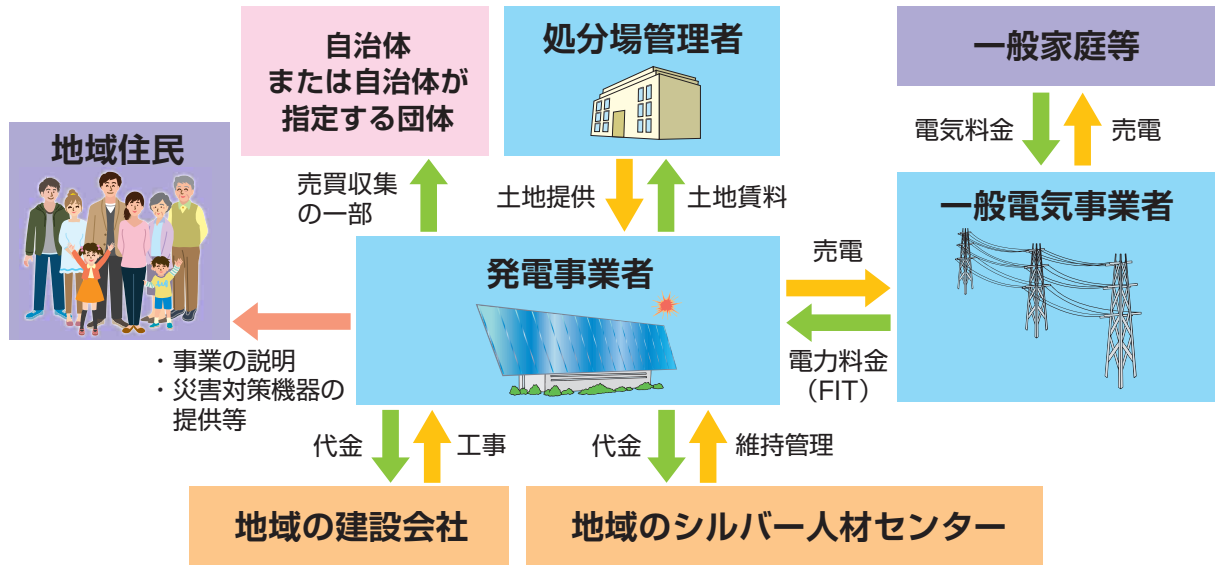 自治体
または自治体が
指定する団体
処分場管理者
一般家庭等
地域住民
売買収集
の一部
土地提供
土地賃料
電気料金
売電
一般電気事業者
発電事業者
売電
電力料金
（FIT）
・事業の説明
・災害対策機器の
提供等
代金
工事
代金
維持管理
地域の建設会社
地域のシルバー人材センター